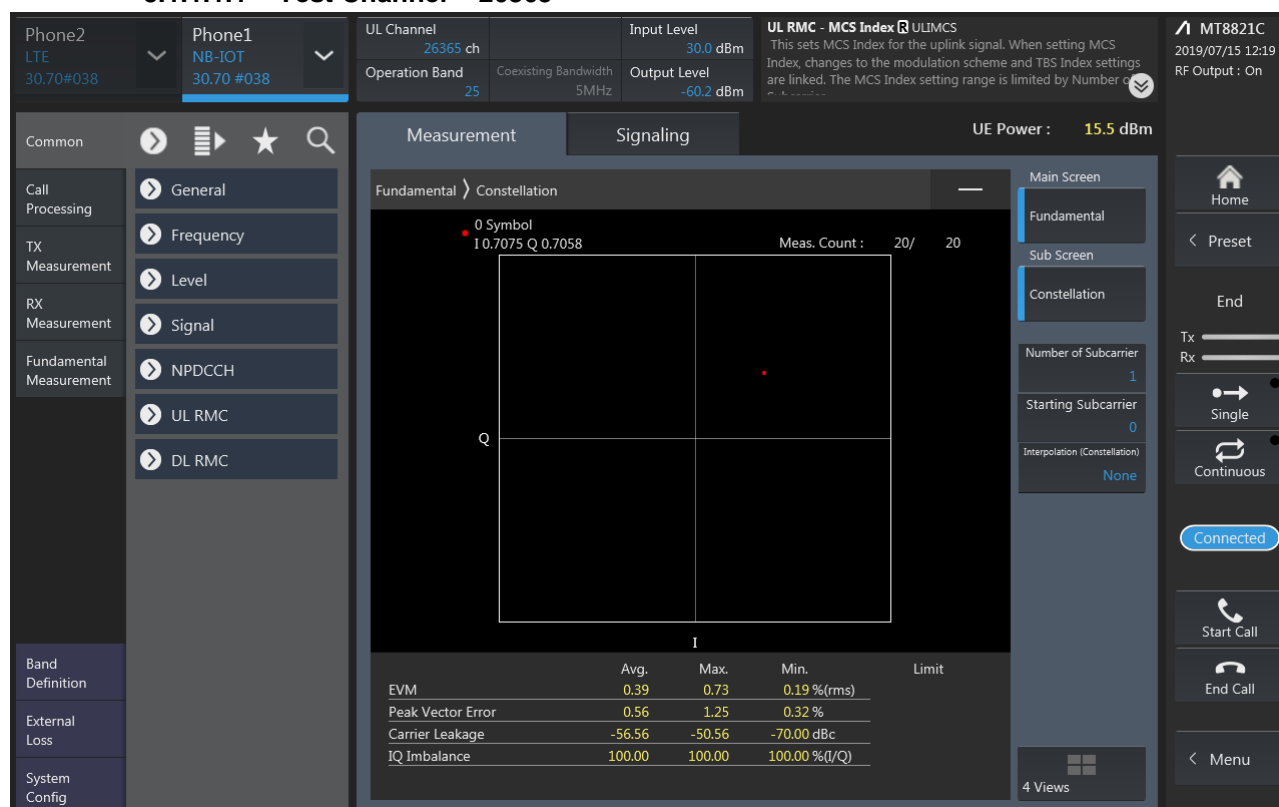 Phone2
LTE
30.70#038
Phone1
NB-IOT
30.70 #038
UL Channel
26365 ch
Operation Band
25
Coexisting Bandwidth
5MHz
Input Level
30.0 dBm
Output Level
-60.2 dBm
UL RMC - MCS Index R ULIMCS
This sets MCS Index for the uplink signal. When setting MCS
Index, changes to the modulation scheme and TBS Index settings
are linked. The MCS Index setting range is limited by Number
MT8821C
2019/07/15 12:19
RF Output : On
Common
Call
Processing
TX
Measurement
RX
Measurement
Fundamental
Measurement
Band
Definition
External
Loss
System
Config
General
Frequency
Level
Signal
NPDCCH
UL RMC
DL RMC
Measurement
Signaling
UE Power : 15.5 dBm
Fundamental 〉 Constellation
0 Symbol
I 0.7075 Q 0.7058
Meas. Count : 20/ 20
Q
I
Avg. Max. Min. Limit
EVM 0.39 0.73 0.19 %(rms)
Peak Vector Error 0.56 1.25 0.32 %
Carrier Leakage -56.56 -50.56 -70.00 dBc
IQ Imbalance 100.00 100.00 100.00 %(I/Q)
Main Screen
Fundamental
Sub Screen
Constellation
Number of Subcarrier
1
Starting Subcarrier
0
Interpolation (Constellation)
None
4 Views
Home
< Preset
End
Tx
Rx
Single
Continuous
Connected
Start Call
End Call
< Menu